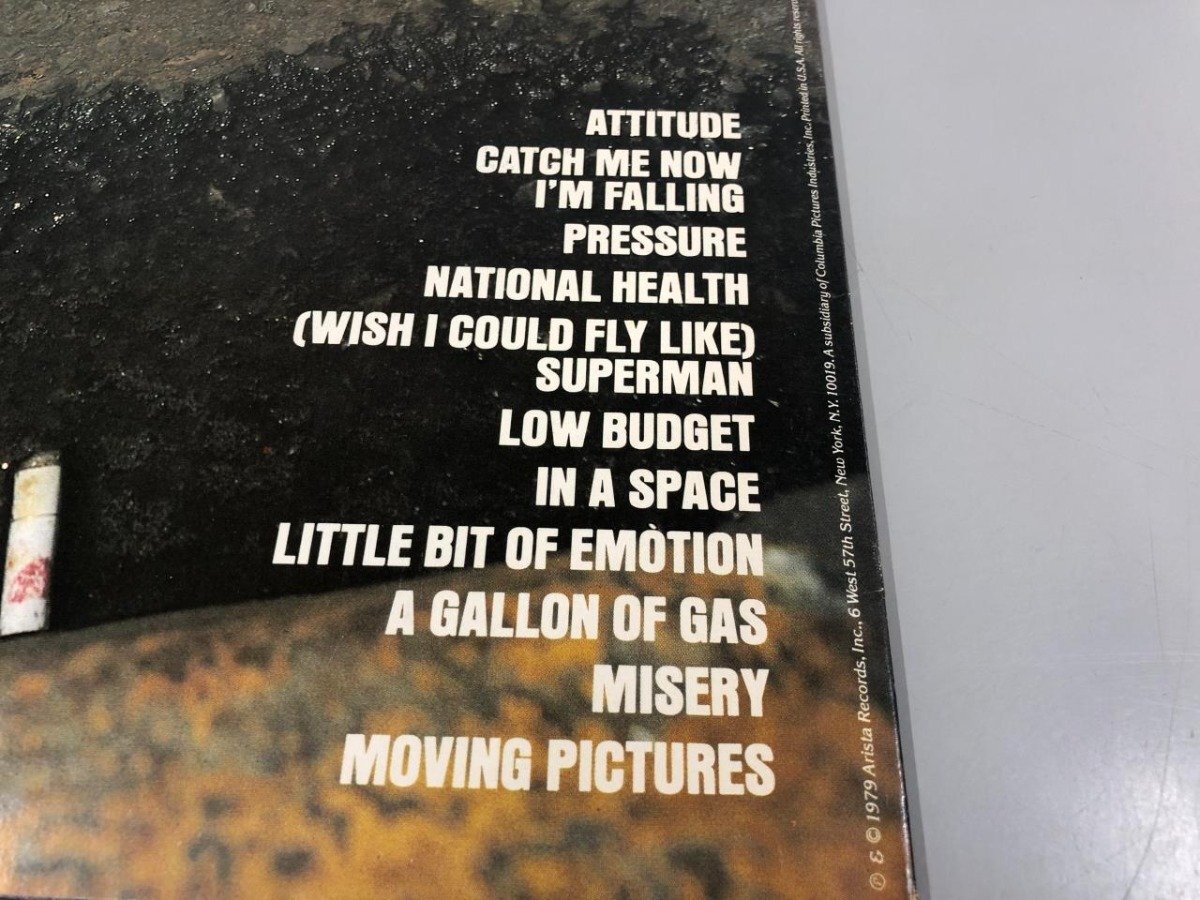 ATTITUDE
CATCH ME NOW
I'M FALLING
PRESSURE
NATIONAL HEALTH
(WISH I COULD FLY LIKE)
SUPERMAN
LOW BUDGET
IN A SPACE
LITTLE BIT OF EMOTION
A GALLON OF GAS
MISERY
MOVING PICTURES
℗ & © 1979 Arista Records, Inc., 6 West 57th Street, New York, N.Y. 10019. A subsidiary of Columbia Pictures Industries, Inc. Printed in U.S.A. All rights